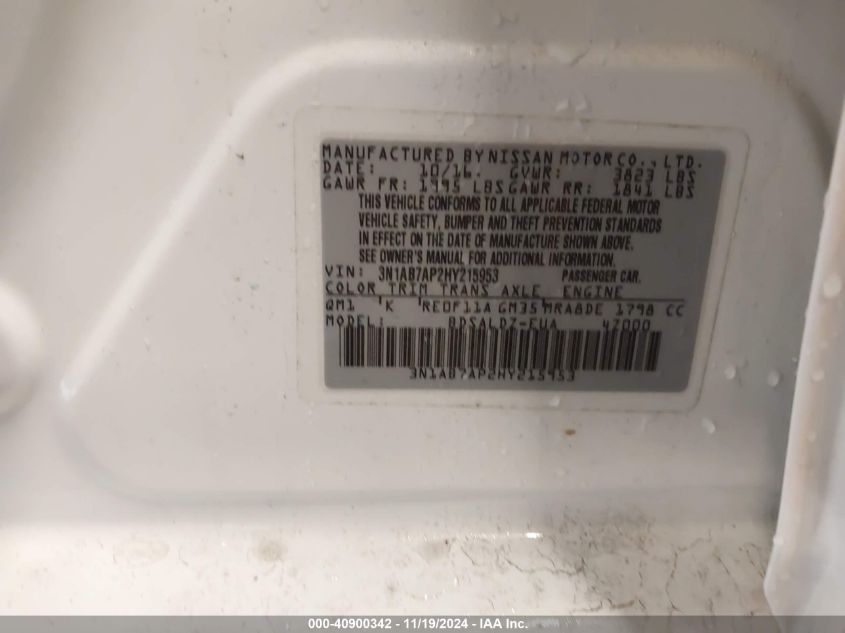 MANUFACTURED BY NISSAN MOTOR CO., LTD.
DATE: 10/16. GVWR: 3823 LBS
GAWR FR: 1995 LBS GAWR RR: 1841 LBS
THIS VEHICLE CONFORMS TO ALL APPLICABLE FEDERAL MOTOR
VEHICLE SAFETY, BUMPER AND THEFT PREVENTION STANDARDS
IN EFFECT ON THE DATE OF MANUFACTURE SHOWN ABOVE.
SEE OWNER'S MANUAL FOR ADDITIONAL INFORMATION.
VIN: 3N1AB7AP2HY215953 PASSENGER CAR.
COLOR TRIM TRANS AXLE ENGINE
QM1 K RE0F11A GM35 MRA8DE 1798 CC
MODEL: BDSALDZ-EUA 47000
3N1AB7AP2HY215953
000-40900342 - 11/19/2024 - IAA Inc.